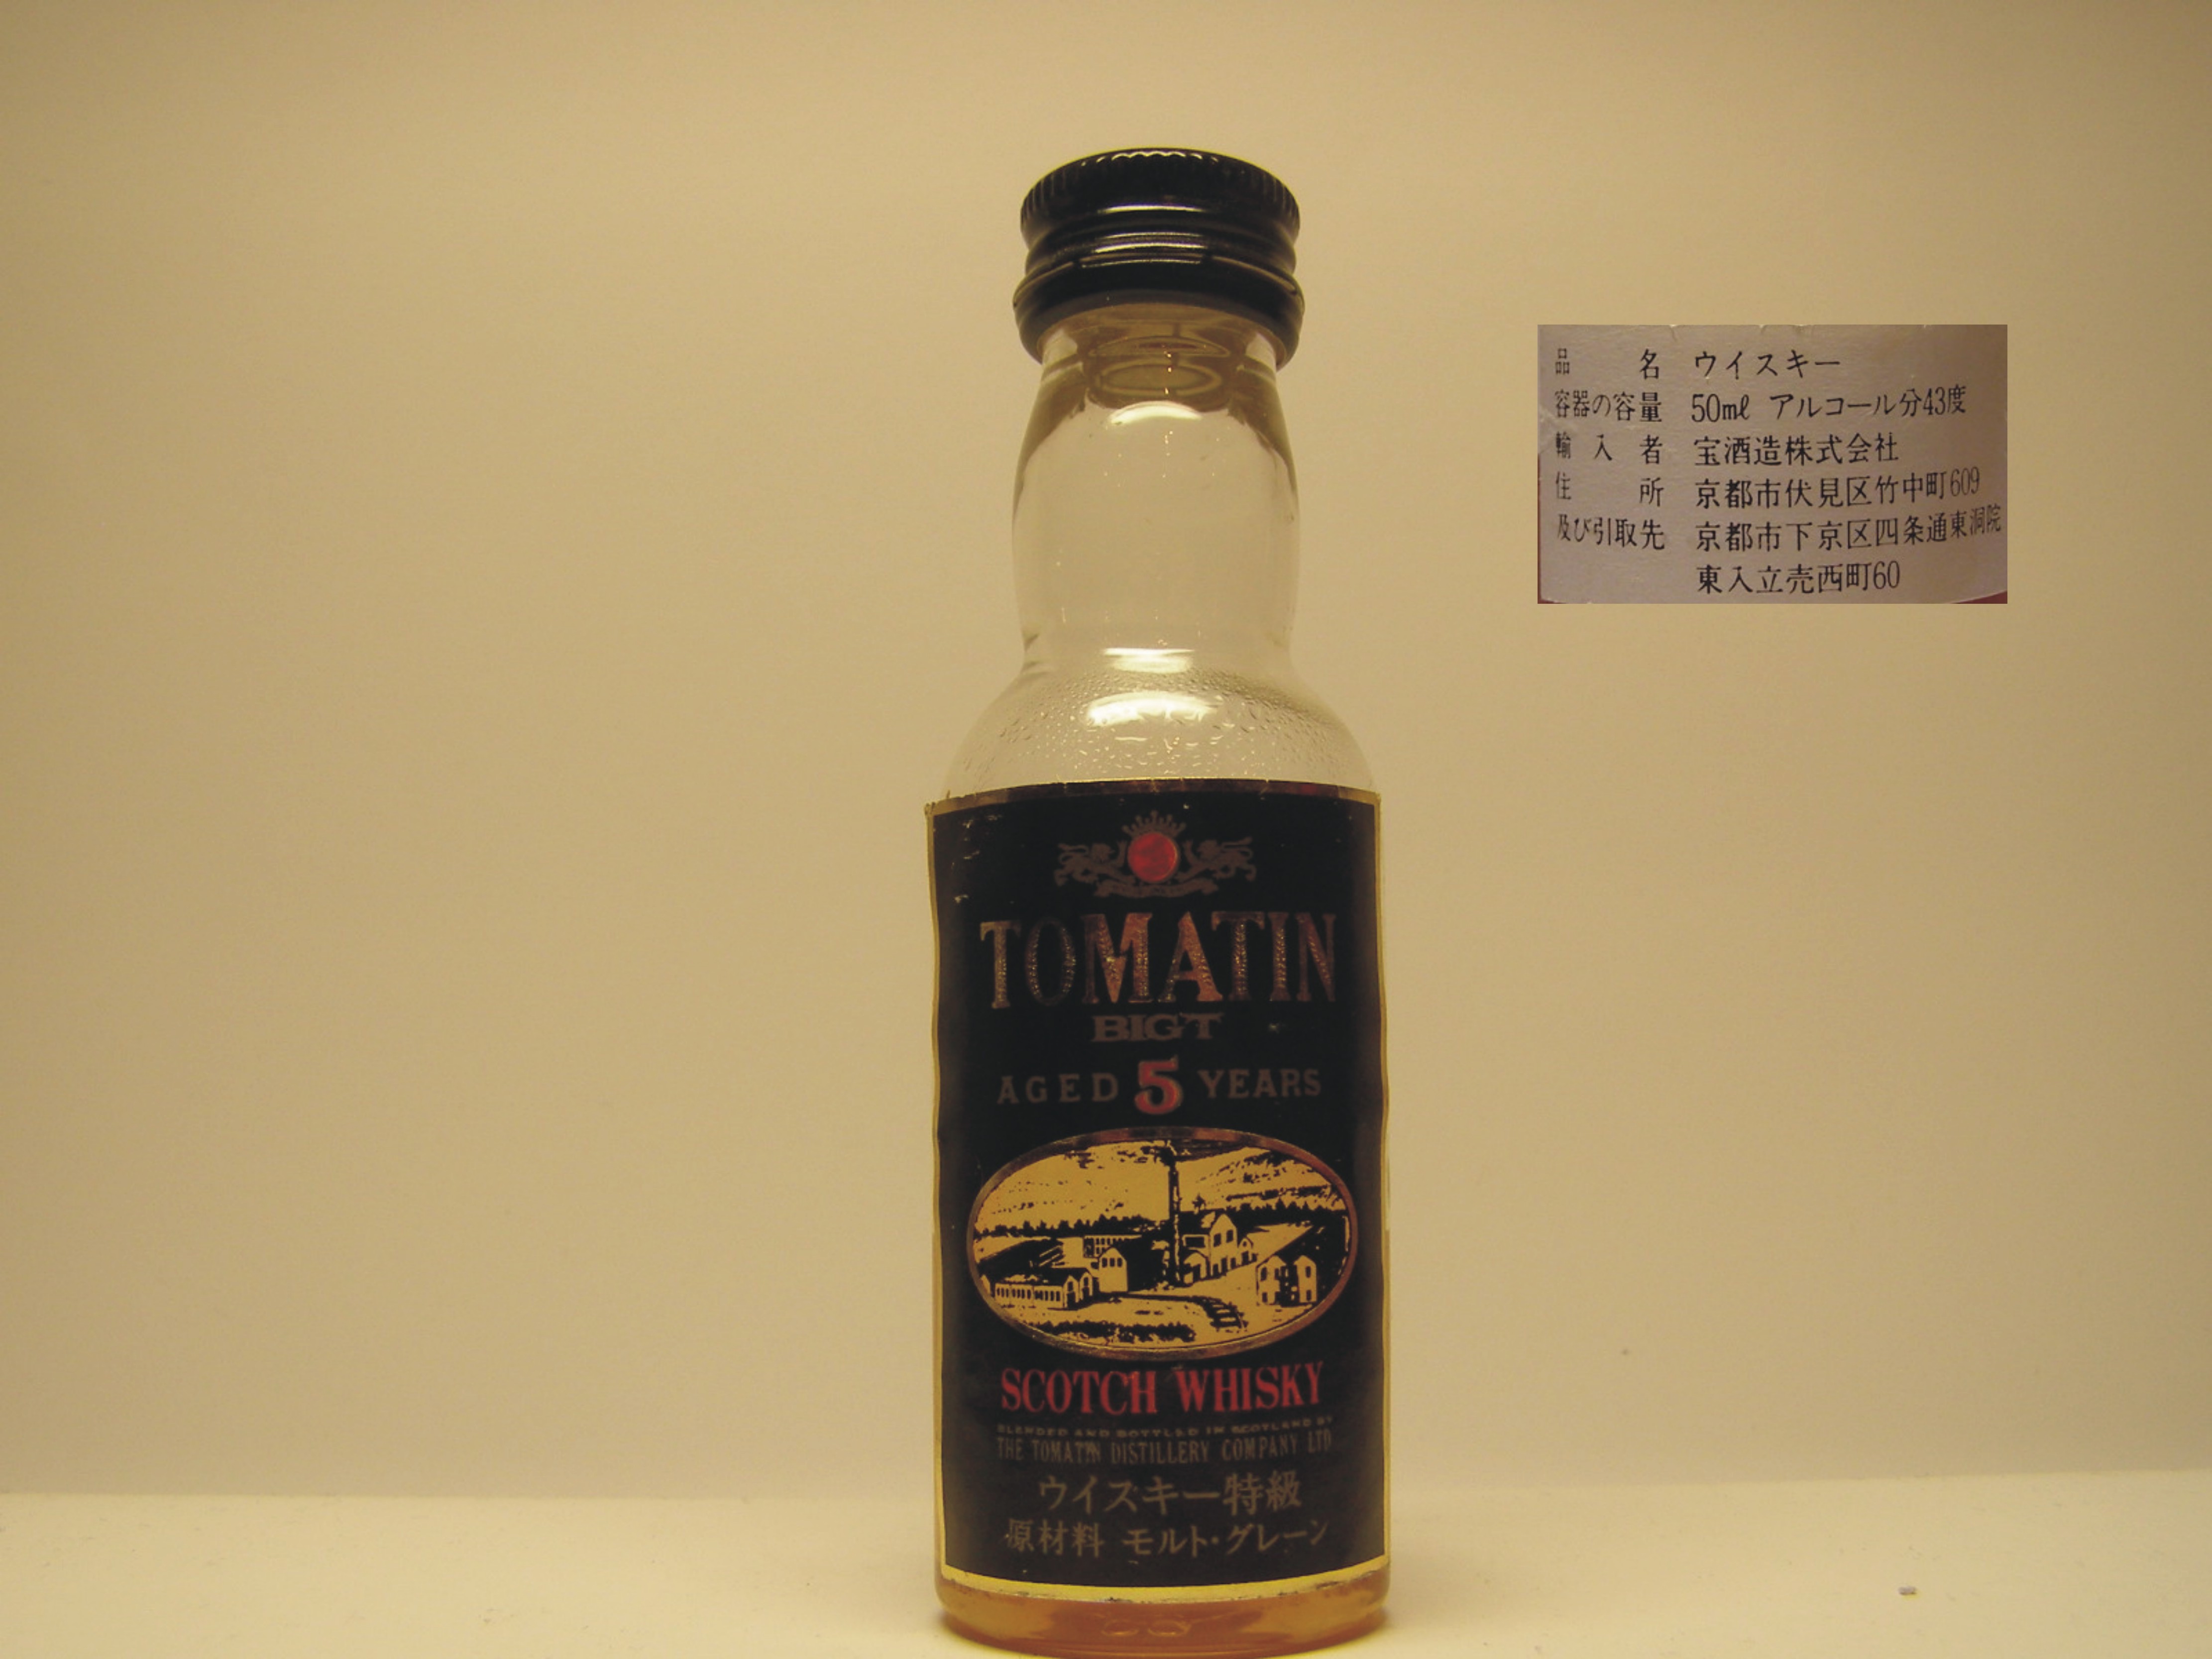 TOMATIN
BIG T
AGED 5 YEARS
SCOTCH WHISKY
BLENDED AND BOTTLED IN SCOTLAND BY
THE TOMATIN DISTILLERY COMPANY LTD
ウイスキー特級
原材料 モルト・グレーン
品名 ウイスキー
容器の容量 50ml アルコール分43度
輸入者 宝酒造株式会社
住所 京都市伏見区竹中町609
及び引取先 京都市下京区四条通東洞院
東入立売西町60